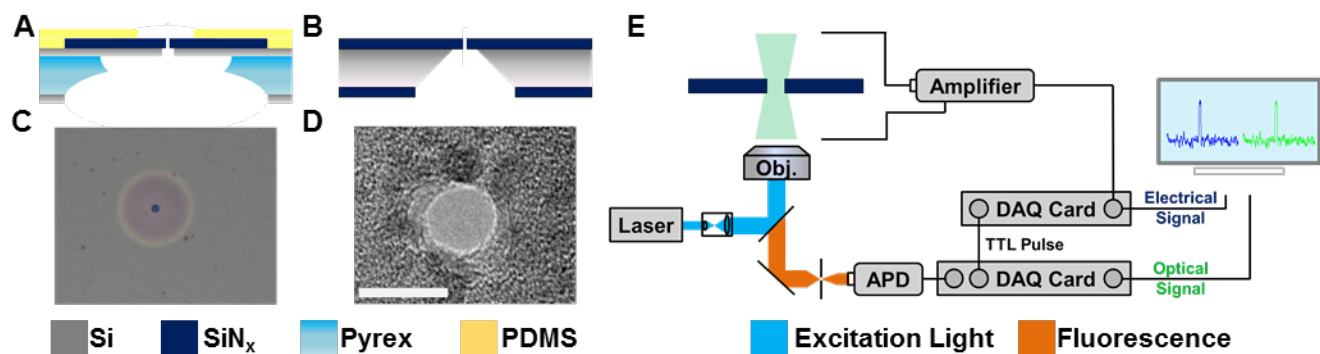 A
B
E
Amplifier
C
D
Obj.
Laser
DAQ Card
Electrical
Signal
TTL Pulse
APD
DAQ Card
Optical
Signal
Si
SiNx
Pyrex
PDMS
Excitation Light
Fluorescence